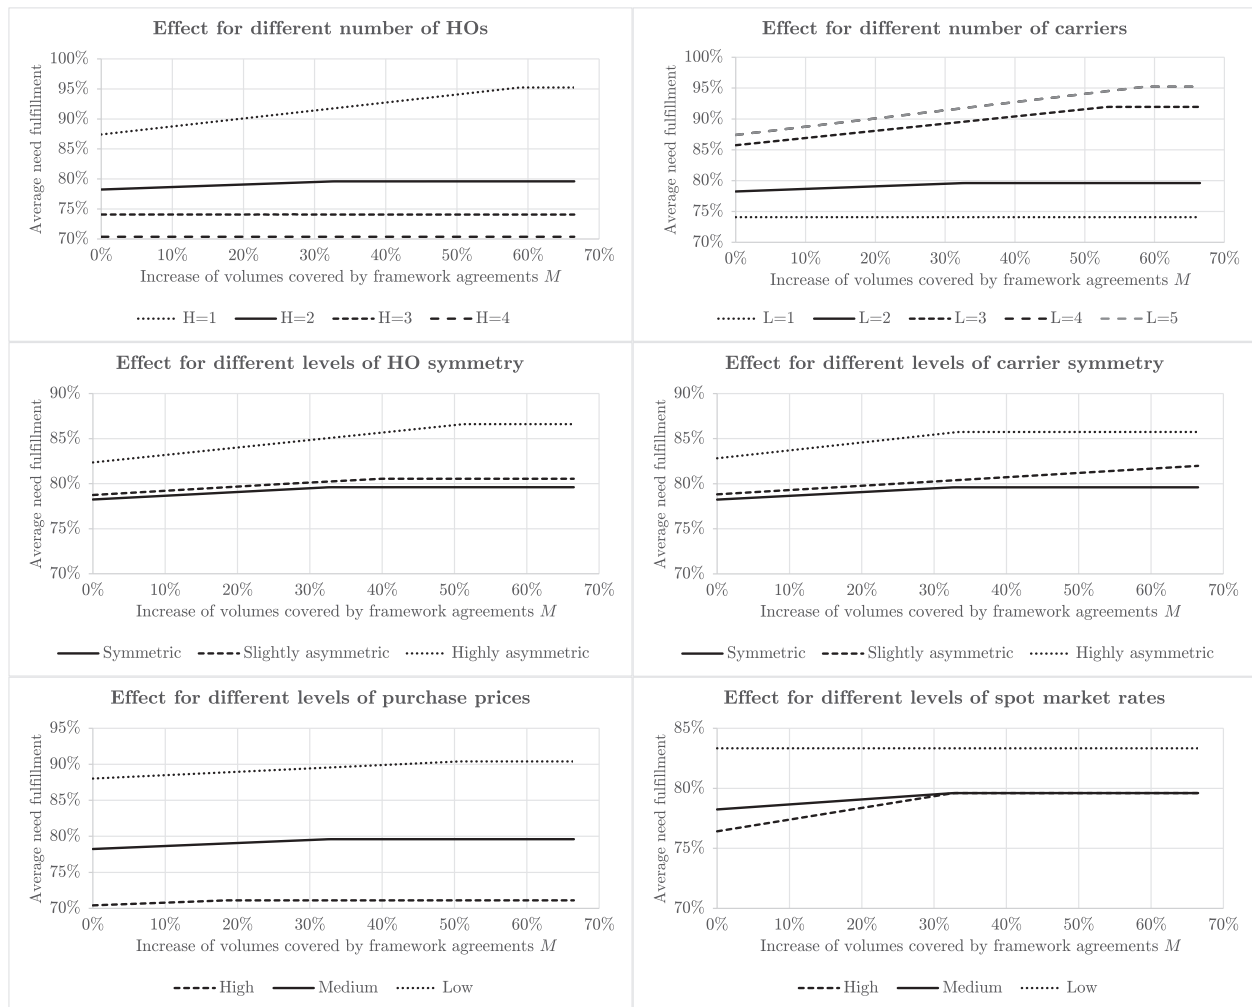 Effect for different number of HOs
Average need fulfillment
100%
95%
90%
85%
80%
75%
70%
0% 10% 20% 30% 40% 50% 60% 70%
Increase of volumes covered by framework agreements M
H=1 H=2 H=3 H=4
Effect for different number of carriers
Average need fulfillment
100%
95%
90%
85%
80%
75%
70%
0% 10% 20% 30% 40% 50% 60% 70%
Increase of volumes covered by framework agreements M
L=1 L=2 L=3 L=4 L=5
Effect for different levels of HO symmetry
Average need fulfillment
90%
85%
80%
75%
70%
0% 10% 20% 30% 40% 50% 60% 70%
Increase of volumes covered by framework agreements M
Symmetric Slightly asymmetric Highly asymmetric
Effect for different levels of carrier symmetry
Average need fulfillment
90%
85%
80%
75%
70%
0% 10% 20% 30% 40% 50% 60% 70%
Increase of volumes covered by framework agreements M
Symmetric Slightly asymmetric Highly asymmetric
Effect for different levels of purchase prices
Average need fulfillment
95%
90%
85%
80%
75%
70%
0% 10% 20% 30% 40% 50% 60% 70%
Increase of volumes covered by framework agreements M
High Medium Low
Effect for different levels of spot market rates
Average need fulfillment
85%
80%
75%
70%
0% 10% 20% 30% 40% 50% 60% 70%
Increase of volumes covered by framework agreements M
High Medium Low